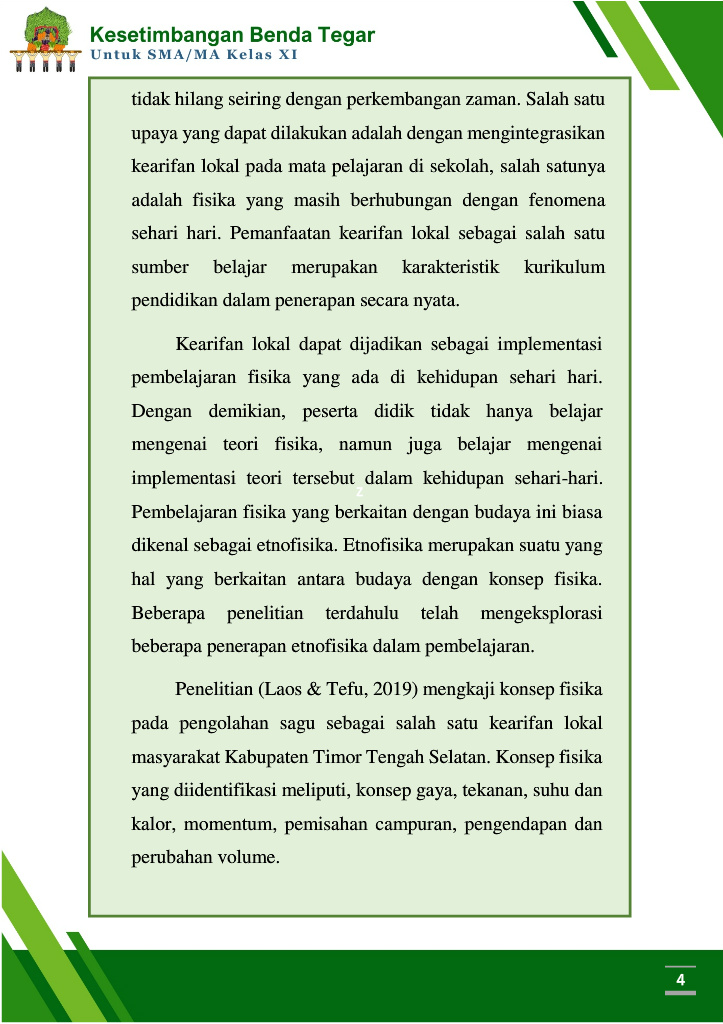 Kesetimbangan Benda Tegar
Untuk SMA/MA Kelas XI
tidak hilang seiring dengan perkembangan zaman. Salah satu
upaya yang dapat dilakukan adalah dengan mengintegrasikan
kearifan lokal pada mata pelajaran di sekolah, salah satunya
adalah fisika yang masih berhubungan dengan fenomena
sehari hari. Pemanfaatan kearifan lokal sebagai salah satu
sumber belajar merupakan karakteristik kurikulum
pendidikan dalam penerapan secara nyata.
Kearifan lokal dapat dijadikan sebagai implementasi
pembelajaran fisika yang ada di kehidupan sehari hari.
Dengan demikian, peserta didik tidak hanya belajar
mengenai teori fisika, namun juga belajar mengenai
implementasi teori tersebut dalam kehidupan sehari-hari.
z
Pembelajaran fisika yang berkaitan dengan budaya ini biasa
dikenal sebagai etnofisika. Etnofisika merupakan suatu yang
hal yang berkaitan antara budaya dengan konsep fisika.
Beberapa penelitian terdahulu telah mengeksplorasi
beberapa penerapan etnofisika dalam pembelajaran.
Penelitian (Laos & Tefu, 2019) mengkaji konsep fisika
pada pengolahan sagu sebagai salah satu kearifan lokal
masyarakat Kabupaten Timor Tengah Selatan. Konsep fisika
yang diidentifikasi meliputi, konsep gaya, tekanan, suhu dan
kalor, momentum, pemisahan campuran, pengendapan dan
perubahan volume.
4